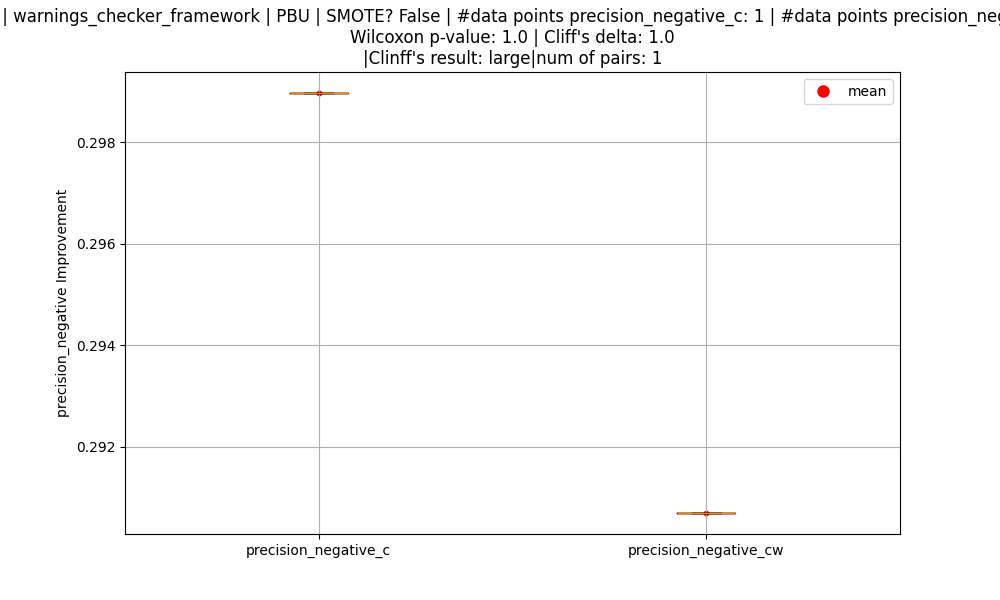 | warnings_checker_framework | PBU | SMOTE? False | #data points precision_negative_c: 1 | #data points
Wilcoxon p-value: 1.0 | Cliff's delta: 1.0
|Clinff's result: large|num of pairs: 1
mean
0.298
0.296
0.294
0.292
precision_negative Improvement
precision_negative_c
precision_negative_cw